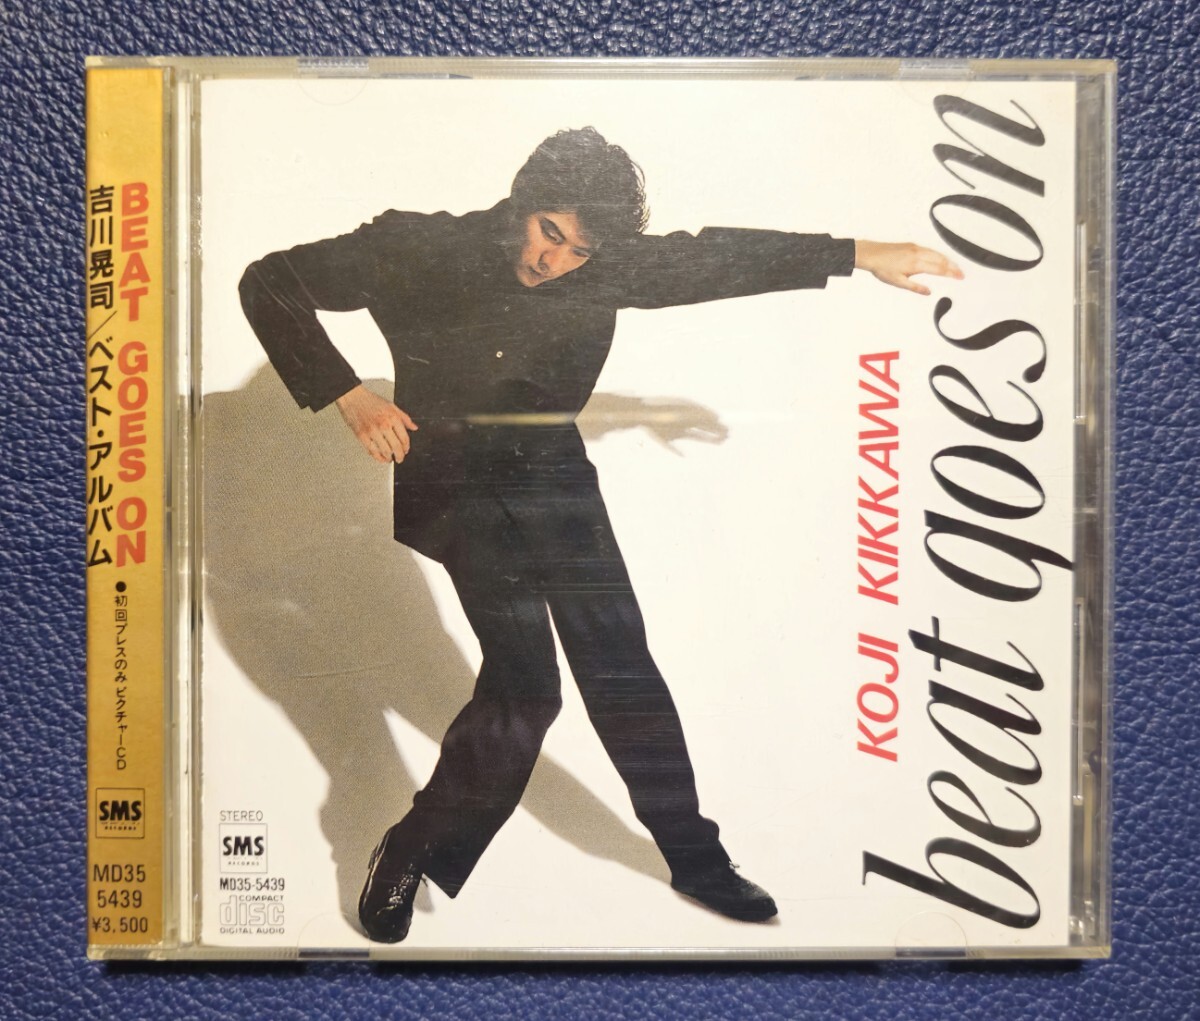 BEAT GOES ON
吉川晃司／ベスト・アルバム
●初回プレスのみピクチャーCD
SMS
RECORDS
MD35
5439
¥3,500
beat goes on
KOJI KIKKAWA
STEREO
SMS
RECORDS
MD35-5439
COMPACT
disc
DIGITAL AUDIO